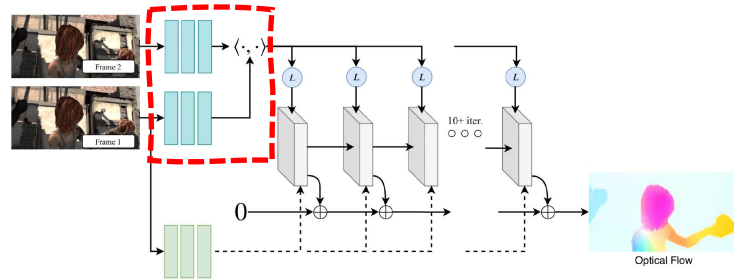 Frame 2
⟨·,·⟩
L
L
L
L
Frame 1
10+ iter.
0
Optical Flow